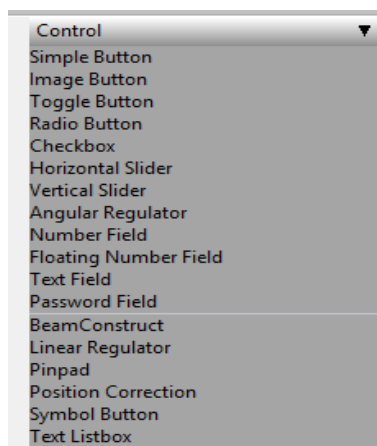 Control
Simple Button
Image Button
Toggle Button
Radio Button
Checkbox
Horizontal Slider
Vertical Slider
Angular Regulator
Number Field
Floating Number Field
Text Field
Password Field
BeamConstruct
Linear Regulator
Pinpad
Position Correction
Symbol Button
Text Listbox